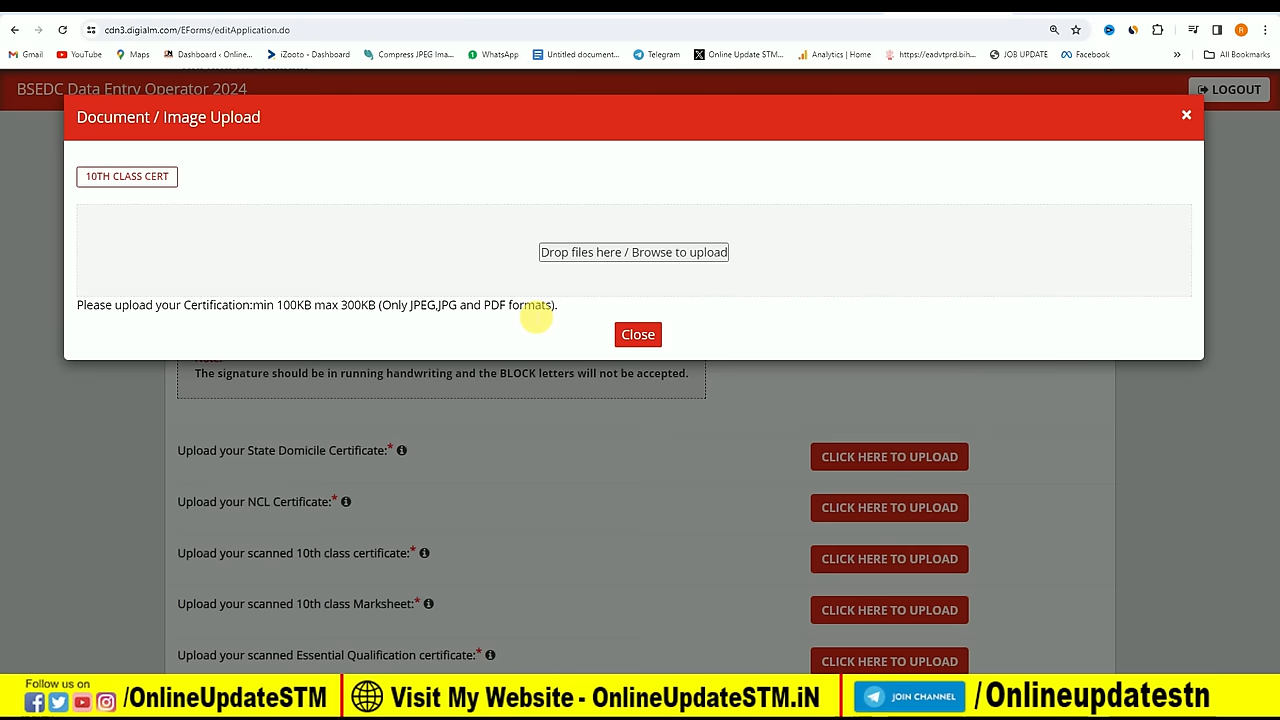 cdn3.digialm.com/EForms/editApplication.do
Gmail YouTube Maps Dashboard ‹ Online... iZooto - Dashboard Compress JPEG Ima... WhatsApp Untitled document... Telegram Online Update STM... Analytics | Home https://eadvtprd.bih... JOB UPDATE Facebook » All Bookmarks
BSEDC Data Entry Operator 2024
LOGOUT
Document / Image Upload
×
10TH CLASS CERT
Drop files here / Browse to upload
Please upload your Certification:min 100KB max 300KB (Only JPEG,JPG and PDF formats).
Close
Note:
The signature should be in running handwriting and the BLOCK letters will not be accepted.
Upload your State Domicile Certificate:* CLICK HERE TO UPLOAD
Upload your NCL Certificate:* CLICK HERE TO UPLOAD
Upload your scanned 10th class certificate:* CLICK HERE TO UPLOAD
Upload your scanned 10th class Marksheet:* CLICK HERE TO UPLOAD
Upload your scanned Essential Qualification certificate:* CLICK HERE TO UPLOAD
Follow us on
/OnlineUpdateSTM
Visit My Website - OnlineUpdateSTM.iN
JOIN CHANNEL /Onlineupdatestn